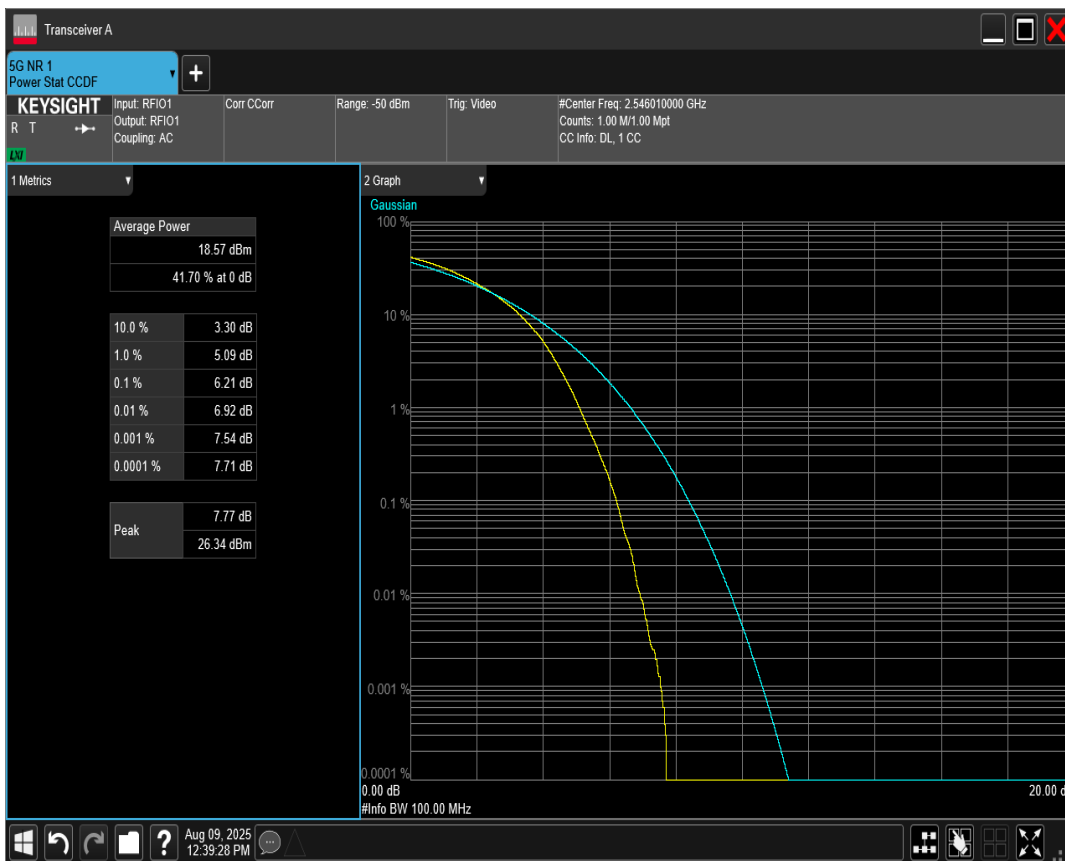 Transceiver A
5G NR 1
Power Stat CCDF
+
KEYSIGHT
R T
LXI
Input: RFIO1
Output: RFIO1
Coupling: AC
Corr CCorr
Range: -50 dBm
Trig: Video
#Center Freq: 2.546010000 GHz
Counts: 1.00 M/1.00 Mpt
CC Info: DL, 1 CC
1 Metrics
Average Power
18.57 dBm
41.70 % at 0 dB
10.0 % 3.30 dB
1.0 % 5.09 dB
0.1 % 6.21 dB
0.01 % 6.92 dB
0.001 % 7.54 dB
0.0001 % 7.71 dB
Peak 7.77 dB
26.34 dBm
2 Graph
Gaussian
100 %
10 %
1 %
0.1 %
0.01 %
0.001 %
0.0001 %
0.00 dB 20.00 d
#Info BW 100.00 MHz
?
Aug 09, 2025
12:39:28 PM